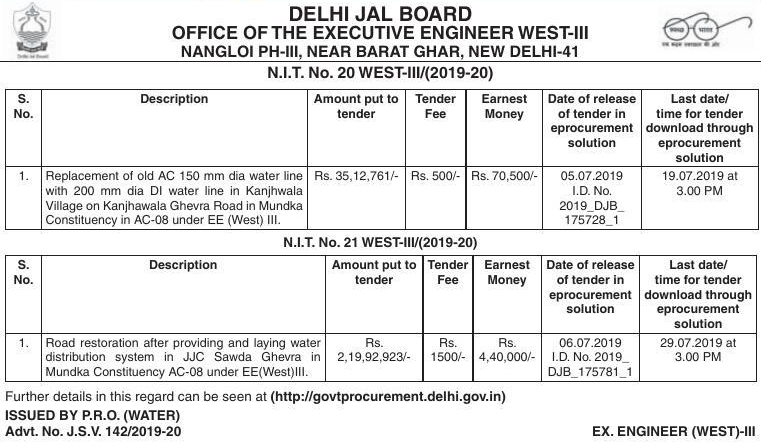 DELHI JAL BOARD
OFFICE OF THE EXECUTIVE ENGINEER WEST-III
NANGLOI PH-III, NEAR BARAT GHAR, NEW DELHI-41
स्वच्छ भारत
एक कदम स्वच्छता की ओर
N.I.T. No. 20 WEST-III/(2019-20)
S. No. Description Amount put to tender Tender Fee Earnest Money Date of release of tender in eprocurement solution Last date/ time for tender download through eprocurement solution
1. Replacement of old AC 150 mm dia water line Rs. 35,12,761/- Rs. 500/- Rs. 70,500/- 05.07.2019 19.07.2019 at
with 200 mm dia DI water line in Kanjhwala I.D. No. 3.00 PM
Village on Kanjhawala Ghevra Road in Mundka 2019_DJB_
Constituency in AC-08 under EE (West) III. 175728_1
N.I.T. No. 21 WEST-III/(2019-20)
S. No. Description Amount put to tender Tender Fee Earnest Money Date of release of tender in eprocurement solution Last date/ time for tender download through eprocurement solution
1. Road restoration after providing and laying water Rs. Rs. Rs. 06.07.2019 29.07.2019 at
distribution system in JJC Sawda Ghevra in 2,19,92,923/- 1500/- 4,40,000/- I.D. No. 2019_ 3.00 PM
Mundka Constituency AC-08 under EE(West)III. DJB_175781_1
Further details in this regard can be seen at (http://govtprocurement.delhi.gov.in)
ISSUED BY P.R.O. (WATER)
Advt. No. J.S.V. 142/2019-20 EX. ENGINEER (WEST)-III